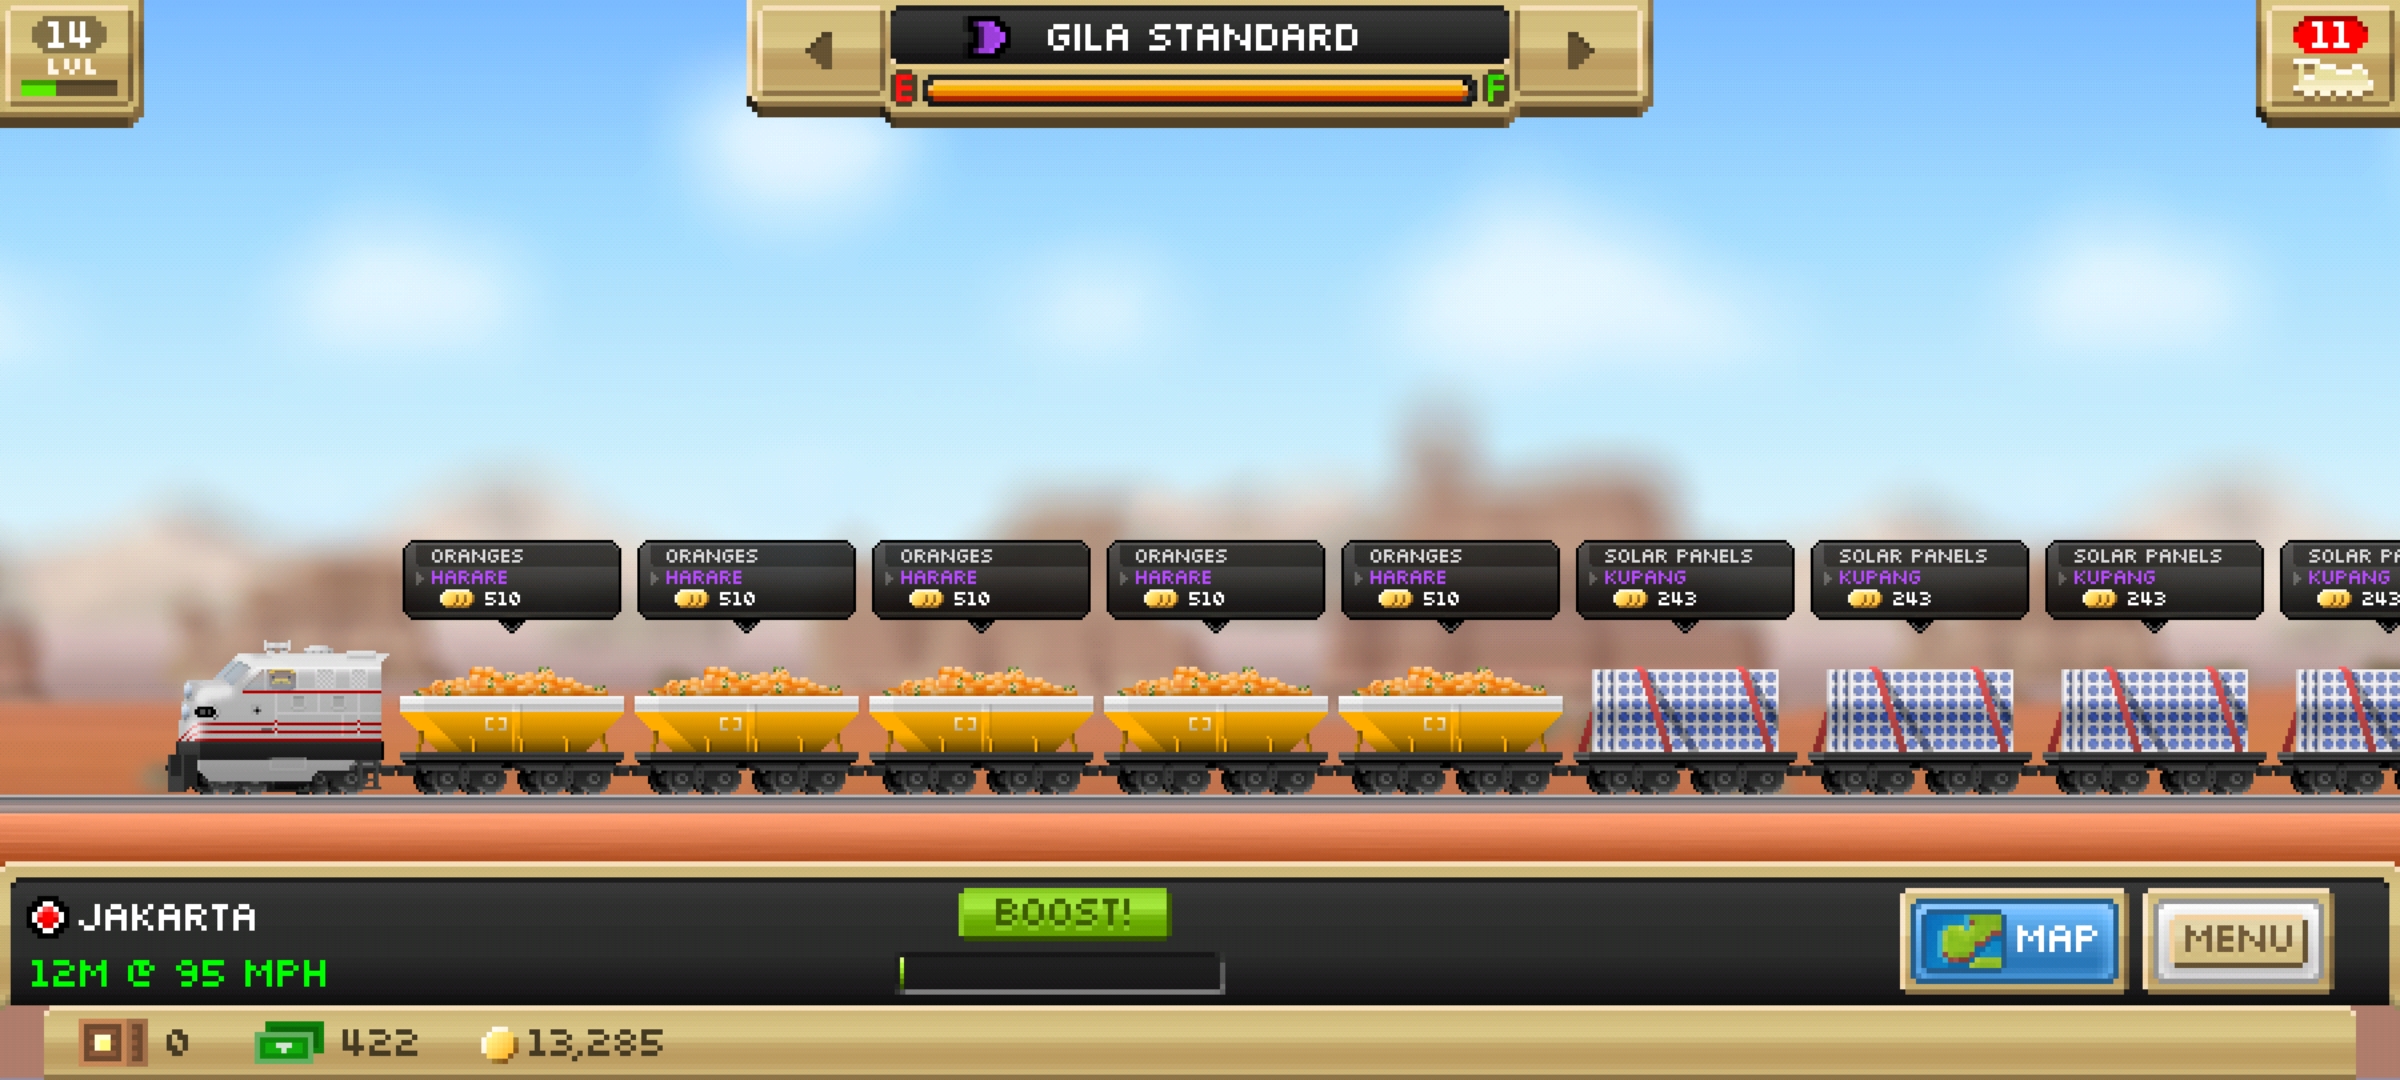 14
LVL
GILA STANDARD
E F
11
ORANGES
HARARE
510
ORANGES
HARARE
510
ORANGES
HARARE
510
ORANGES
HARARE
510
ORANGES
HARARE
510
SOLAR PANELS
KUPANG
243
SOLAR PANELS
KUPANG
243
SOLAR PANELS
KUPANG
243
SOLAR
KUPANG
243
JAKARTA
12M @ 95 MPH
BOOST!
MAP
MENU
0 422 13,285